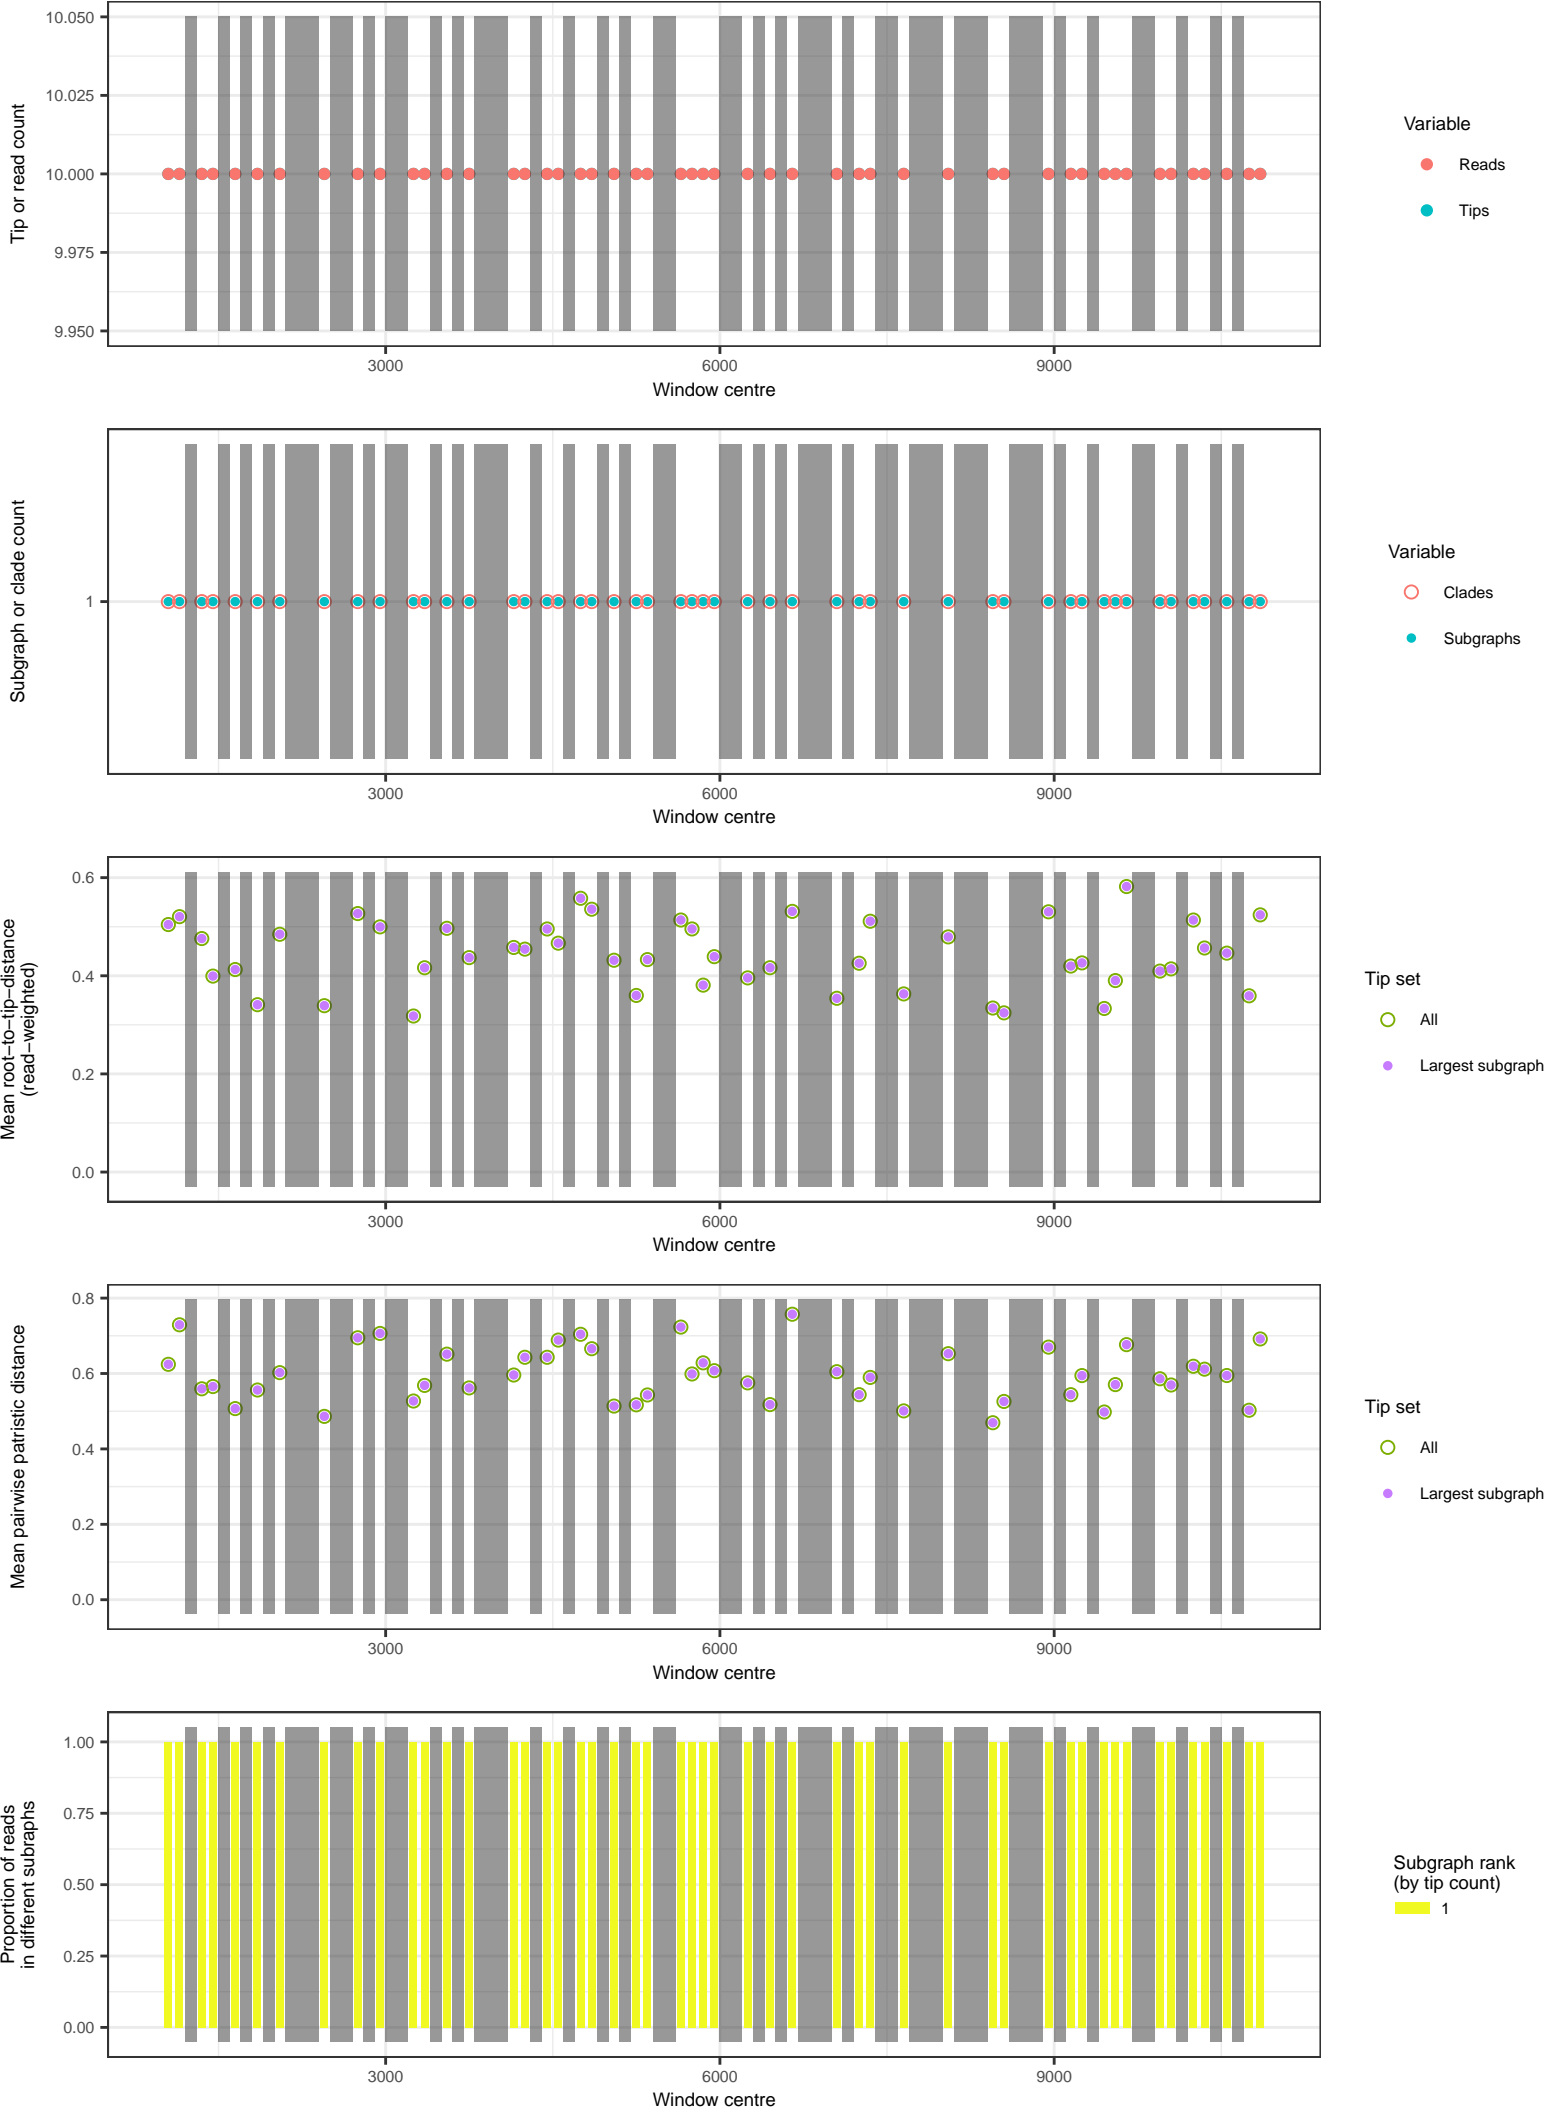 10.050
10.025
10.000
9.975
9.950
Tip or read count
3000
6000
9000
Window centre
Variable
Reads
Tips
1
Subgraph or clade count
3000
6000
9000
Window centre
Variable
Clades
Subgraphs
0.6
0.4
0.2
0.0
Mean root−to−tip−distance
(read−weighted)
3000
6000
9000
Window centre
Tip set
All
Largest subgraph
0.8
0.6
0.4
0.2
0.0
Mean pairwise patristic distance
3000
6000
9000
Window centre
Tip set
All
Largest subgraph
1.00
0.75
0.50
0.25
0.00
Proportion of reads
in different subraphs
3000
6000
9000
Window centre
Subgraph rank
(by tip count)
1